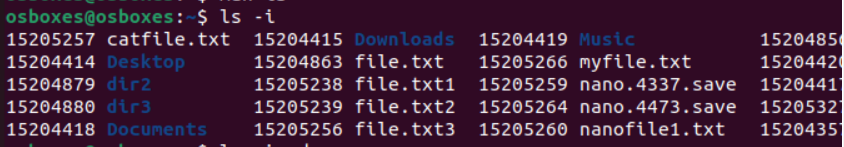 osboxes@osboxes:~$ ls -i
15205257 catfile.txt 15204415 Downloads 15204419 Music
15204414 Desktop 15204863 file.txt 15205266 myfile.txt
15204879 dir2 15205238 file.txt1 15205259 nano.4337.save
15204880 dir3 15205239 file.txt2 15205264 nano.4473.save
15204418 Documents 15205256 file.txt3 15205260 nanofile1.txt